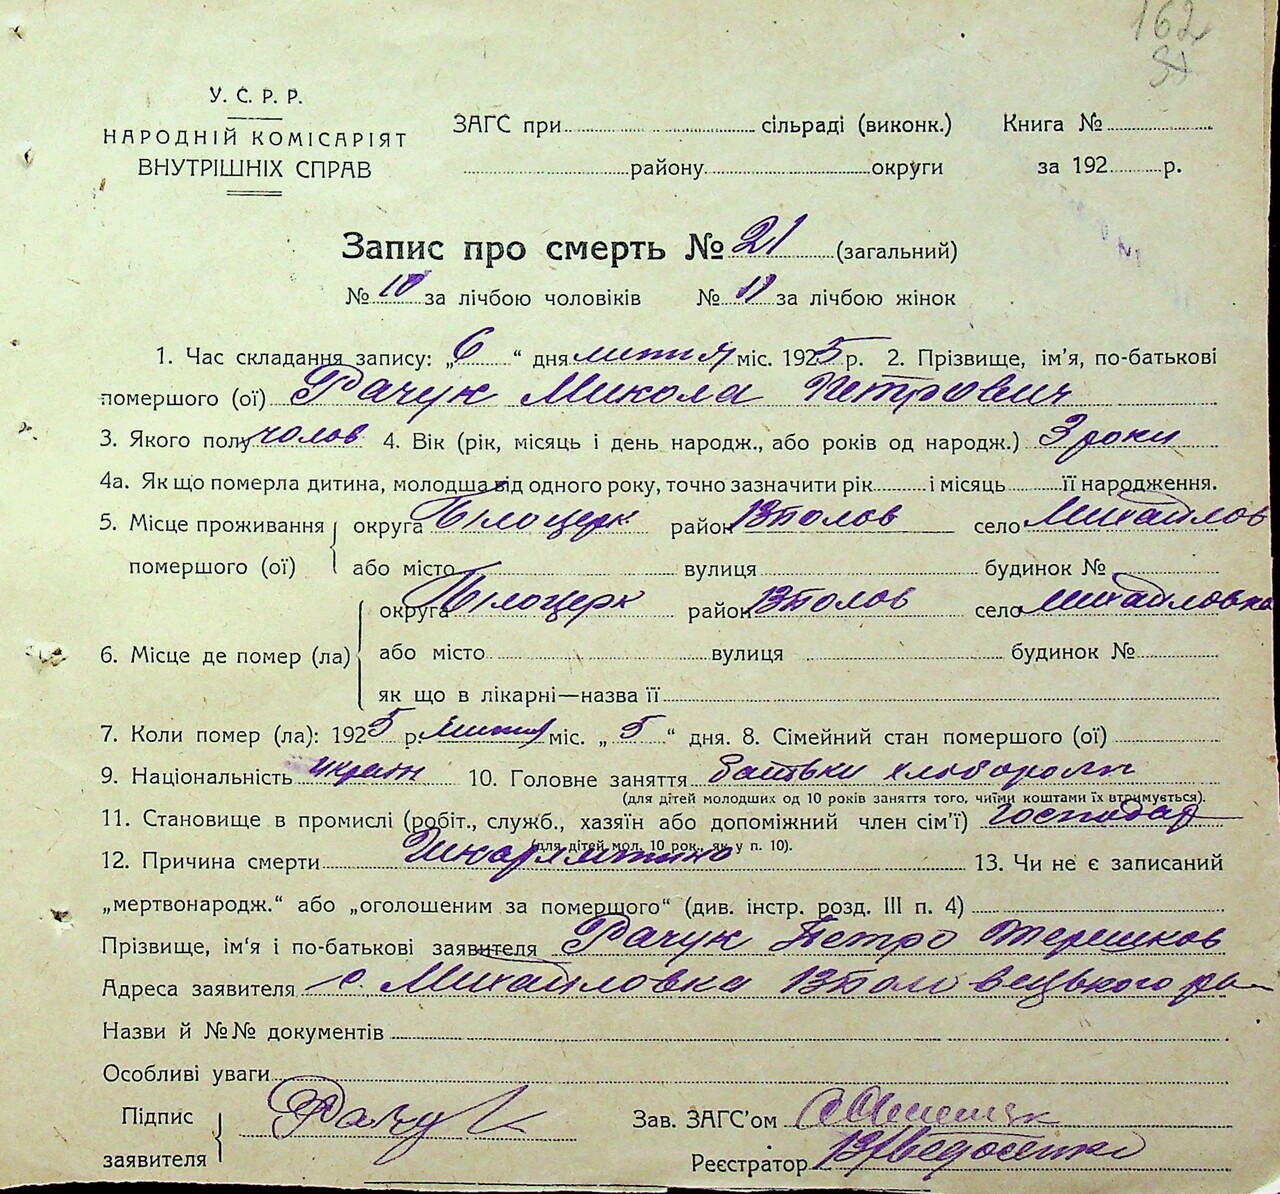 162
У. С. Р. Р.
НАРОДНІЙ КОМІСАРІЯТ
ВНУТРІШНІХ СПРАВ
ЗАГС при сільраді (виконк.)
району округи
Книга №
за 192 р.
Запис про смерть № 21 (загальний)
№ 10 за лічбою чоловіків № 11 за лічбою жінок
1. Час складання запису: „6“ дня лютня міс. 1925 р. 2. Прізвище, ім'я, по-батькові
помершого (ої) Рачук Микола Петрович
3. Якого полу чолов 4. Вік (рік, місяць і день народж., або років од народж.) 3 роки
4а. Як що померла дитина, молодша від одного року, точно зазначити рік і місяць її народження.
5. Місце проживання помершого (ої) округа Білоцерк район Втолов село Михайлов
або місто вулиця будинок №
6. Місце де помер (ла) округа Білоцерк район Втолов село Михайловка
або місто вулиця будинок №
як що в лікарні—назва її
7. Коли помер (ла): 1925 р. лютня міс. „5“ дня. 8. Сімейний стан помершого (ої)
9. Національність україн 10. Головне заняття батьки хлібороби
(для дітей молодших од 10 років заняття того, чиїми коштами їх втримується).
11. Становище в промислі (робіт., служб., хазяїн або допоміжний член сім'ї) господар
(для дітей мол. 10 рок., як у п. 10).
12. Причина смерти 13. Чи не є записаний
„мертвонародж.“ або „оголошеним за помершого“ (див. інстр. розд. III п. 4)
Прізвище, ім'я і по-батькові заявителя Рачук Петро Терешков
Адреса заявителя с. Михайловка
Назви й №№ документів
Особливі уваги
Підпис заявителя Рачук
Зав. ЗАГС'ом
Реєстратор